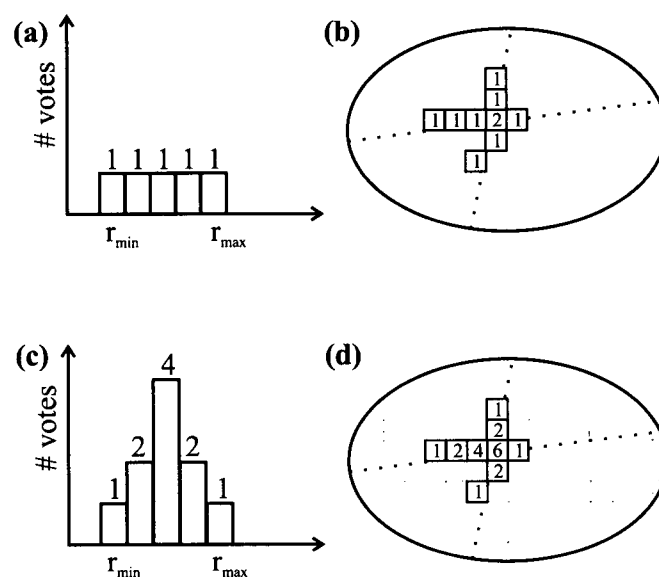 (a)
# votes
1 1 1 1 1
r_min r_max
(b)
1
1
1 1 1 2 1
1
1
(c)
# votes
4
2 2
1 1
r_min r_max
(d)
1
2
1 2 4 6 1
2
1